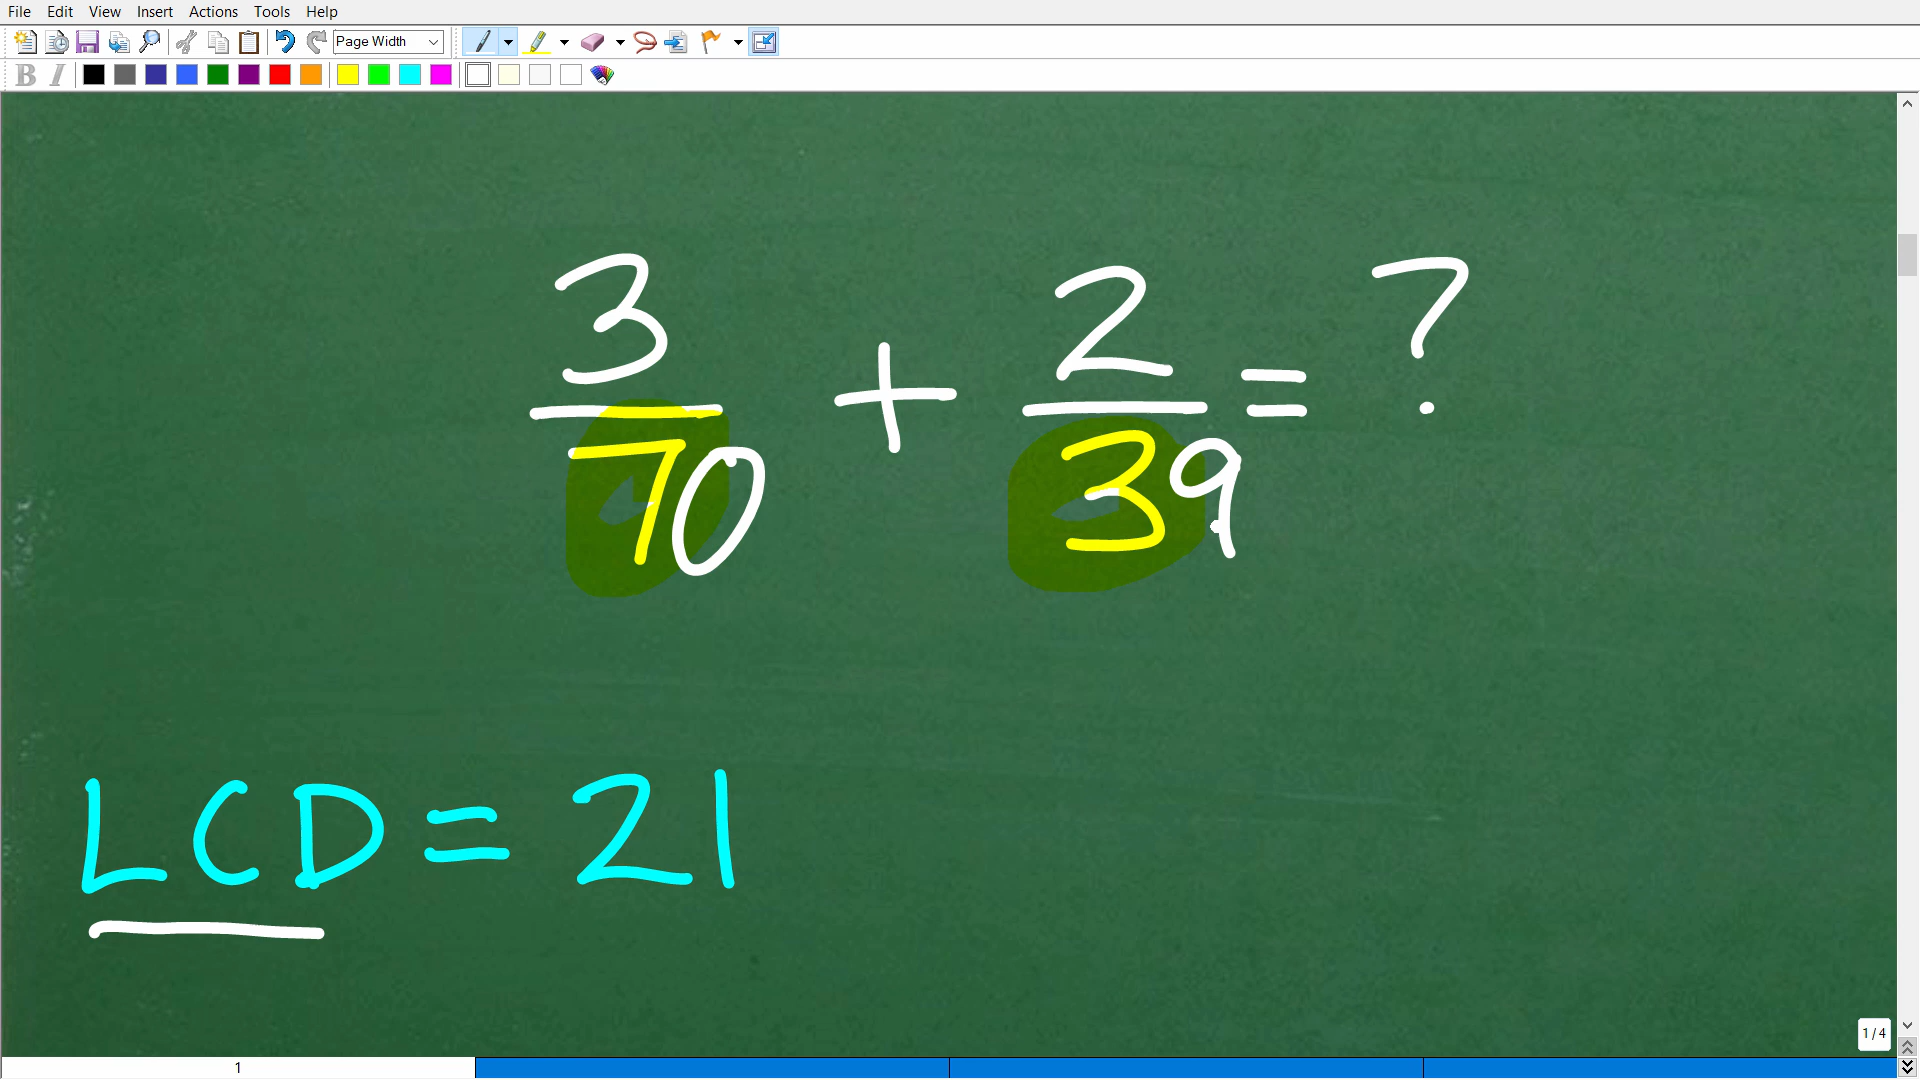 File Edit View Insert Actions Tools Help
Page Width
B I
3/70 + 2/39 = ?
LCD = 21
1 / 4
1